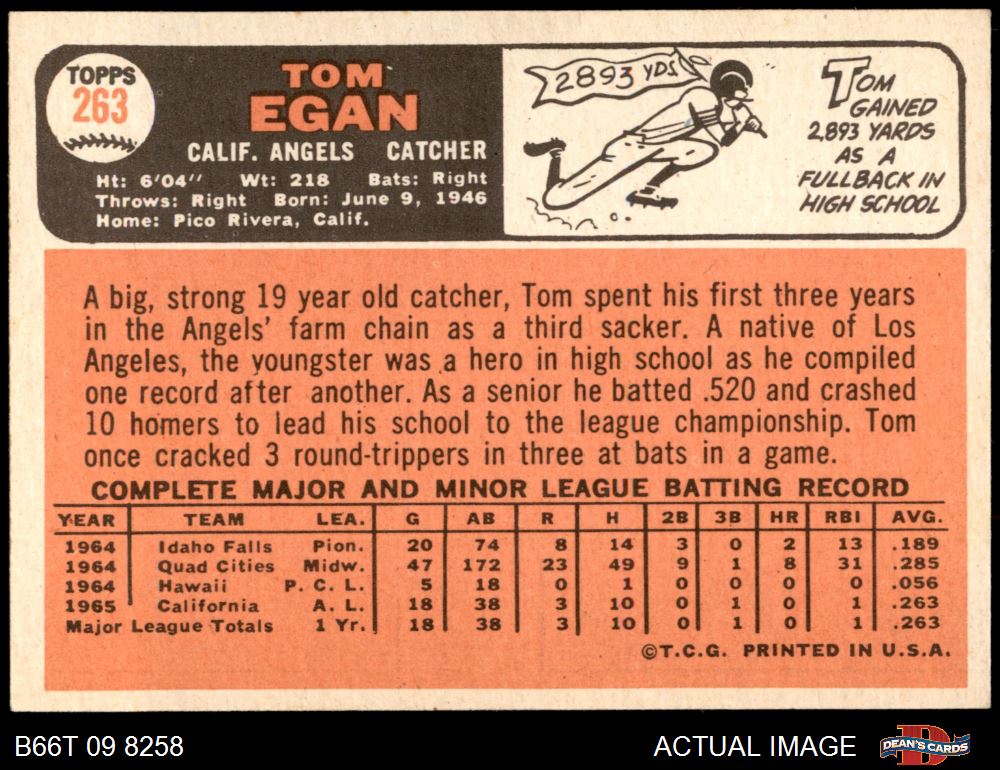 TOPPS
263
TOM
EGAN
CALIF. ANGELS CATCHER
Ht: 6'04" Wt: 218 Bats: Right
Throws: Right Born: June 9, 1946
Home: Pico Rivera, Calif.
2893 YDS
TOM
GAINED
2,893 YARDS
AS A
FULLBACK IN
HIGH SCHOOL
A big, strong 19 year old catcher, Tom spent his first three years
in the Angels' farm chain as a third sacker. A native of Los
Angeles, the youngster was a hero in high school as he compiled
one record after another. As a senior he batted .520 and crashed
10 homers to lead his school to the league championship. Tom
once cracked 3 round-trippers in three at bats in a game.
COMPLETE MAJOR AND MINOR LEAGUE BATTING RECORD
YEAR TEAM LEA. G AB R H 2B 3B HR RBI AVG.
1964 Idaho Falls Pion. 20 74 8 14 3 0 2 13 .189
1964 Quad Cities Midw. 47 172 23 49 9 1 8 31 .285
1964 Hawaii P. C. L. 5 18 0 1 0 0 0 0 .056
1965 California A. L. 18 38 3 10 0 1 0 1 .263
Major League Totals 1 Yr. 18 38 3 10 0 1 0 1 .263
©T.C.G. PRINTED IN U.S.A.
B66T 09 8258
ACTUAL IMAGE
D
DEAN'S CARDS